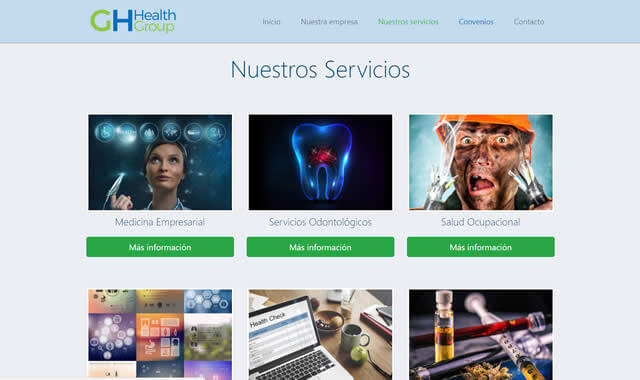 GH Health
Group
Inicio
Nuestra empresa
Nuestros servicios
Convenios
Contacto
Nuestros Servicios
Medicina Empresarial
Servicios Odontológicos
Salud Ocupacional
Más información
Más información
Más información
Health Check